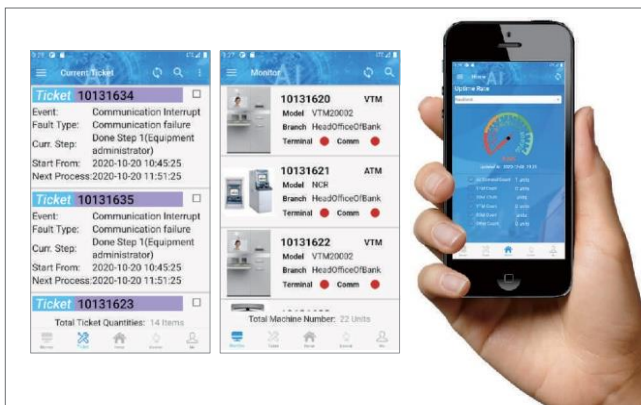 Current Ticket
Ticket 10131634
Event: Communication Interrupt
Fault Type: Communication failure
Curr. Step: Done Step 1(Equipment administrator)
Start From: 2020-10-20 10:45:25
Next Process: 2020-10-20 11:51:25
Ticket 10131635
Event: Communication Interrupt
Fault Type: Communication failure
Curr. Step: Done Step 1(Equipment administrator)
Start From: 2020-10-20 10:45:25
Next Process: 2020-10-20 11:51:25
Ticket 10131623
Total Ticket Quantities: 14 Items
Ticket
Monitor
10131620 VTM
Model VTM20002
Branch HeadOfficeOfBank
Terminal Comm
10131621 ATM
Model NCR
Branch HeadOfficeOfBank
Terminal Comm
10131622 VTM
Model VTM20002
Branch HeadOfficeOfBank
Terminal Comm
Total Machine Number: 22 Units
Home
AI
Uptime Rate